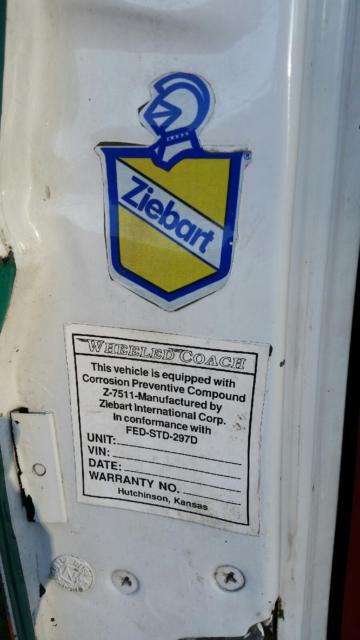 Ziebart
WHEELED COACH
This vehicle is equipped with
Corrosion Preventive Compound
Z-7511-Manufactured by
Ziebart International Corp.
In conformance with
FED-STD-297D
UNIT:
VIN:
DATE:
WARRANTY NO.
Hutchinson, Kansas